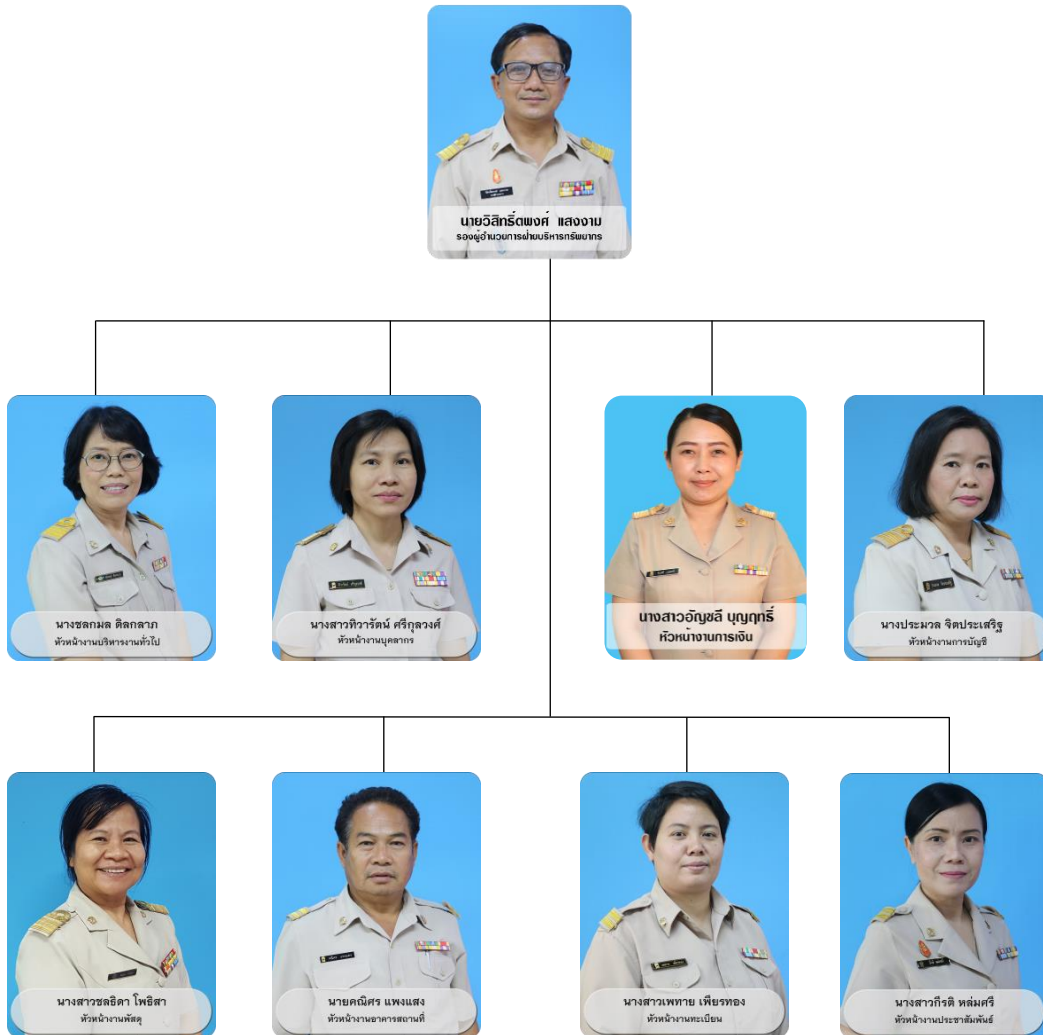 นายวิสิทธิ์ตพงศ์ แสงงาม
รองผู้อำนวยการฝ่ายบริหารทรัพยากร
นางชลกมล ดิลกลาภ
หัวหน้างานบริหารงานทั่วไป
นางสาวทิวารัตน์ ศรีกุลวงศ์
หัวหน้างานบุคลากร
นางสาวอัญชลี บุญฤทธิ์
หัวหน้างานการเงิน
นางประมวล จิตประเสริฐ
หัวหน้างานการบัญชี
นางสาวชลธิดา โพธิสา
หัวหน้างานพัสดุ
นายคณิศร แพงแสง
หัวหน้างานอาคารสถานที่
นางสาวเพทาย เพียรทอง
หัวหน้างานทะเบียน
นางสาวกีรติ หล่มศรี
หัวหน้างานประชาสัมพันธ์